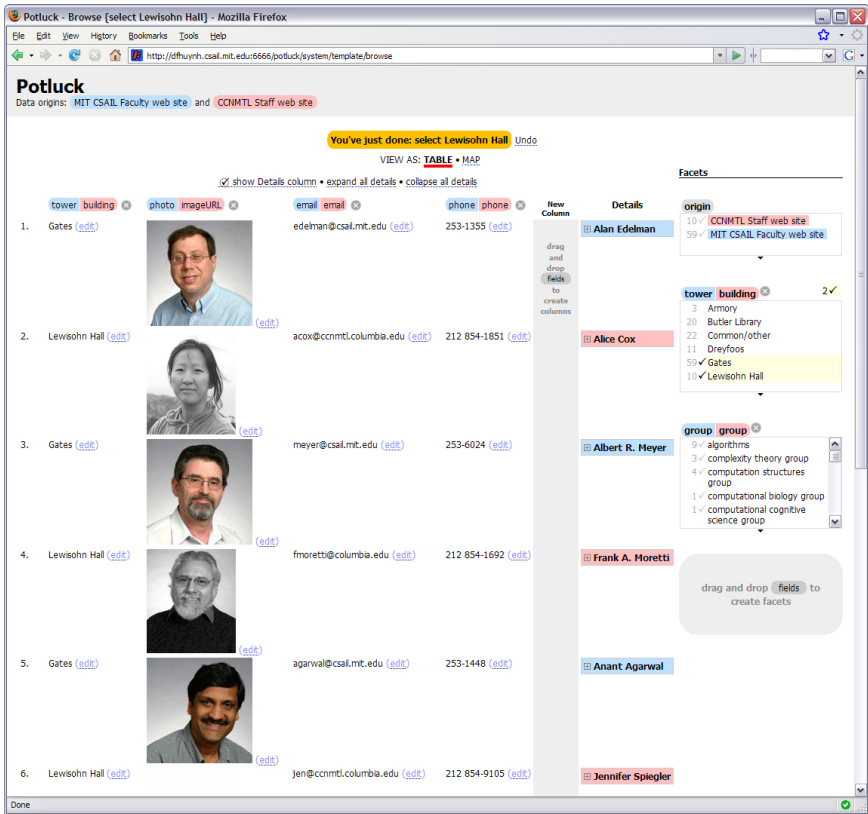 Potluck - Browse {select Lewisohn Hall} - Mozilla Firefox
File Edit View History Bookmarks Tools Help
http://dfhuynh.csail.mit.edu:6666/potluck/system/template/browse
Potluck
Data origins: MIT CSAIL Faculty web site and CCNMTL Staff web site
You've just done: select Lewisohn Hall Undo
VIEW AS: TABLE • MAP
show Details column • expand all details • collapse all details
tower building photo imageURL email email phone phone New Column Details
1. Gates (edit) (edit) edelman@csail.mit.edu (edit) 253-1355 (edit) Alan Edelman
drag
and
drop
fields
to
create
columns
2. Lewisohn Hall (edit) (edit) acox@ccnmtl.columbia.edu (edit) 212 854-1851 (edit) Alice Cox
3. Gates (edit) (edit) meyer@csail.mit.edu (edit) 253-6024 (edit) Albert R. Meyer
4. Lewisohn Hall (edit) (edit) fmoretti@columbia.edu (edit) 212 854-1692 (edit) Frank A. Moretti
5. Gates (edit) (edit) agarwal@csail.mit.edu (edit) 253-1448 (edit) Anant Agarwal
6. Lewisohn Hall (edit) jen@ccnmtl.columbia.edu (edit) 212 854-9105 (edit) Jennifer Spiegler
Facets
origin
10 ✓ CCNMTL Staff web site
59 ✓ MIT CSAIL Faculty web site
tower building 2 ✓
3 Armory
20 Butler Library
22 Common/other
11 Dreyfoos
59 ✓ Gates
10 ✓ Lewisohn Hall
group group
9 ✓ algorithms
3 ✓ complexity theory group
4 ✓ computation structures
group
1 ✓ computational biology group
1 ✓ computational cognitive
science group
drag and drop fields to
create facets
Done